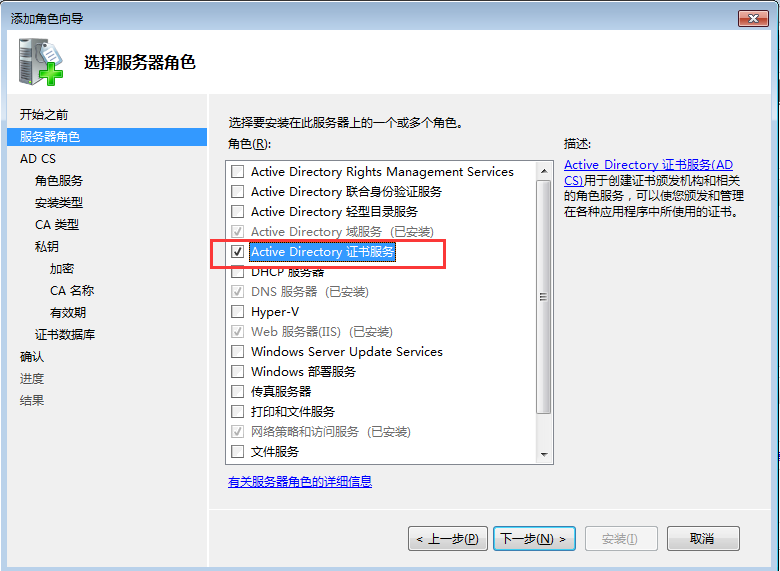 添加角色向导
选择服务器角色
开始之前
服务器角色
AD CS
角色服务
安装类型
CA 类型
私钥
加密
CA 名称
有效期
证书数据库
确认
进度
结果
选择要安装在此服务器上的一个或多个角色。
角色(R):
Active Directory Rights Management Services
Active Directory 联合身份验证服务
Active Directory 轻型目录服务
Active Directory 域服务 (已安装)
Active Directory 证书服务
DHCP 服务器
DNS 服务器 (已安装)
Hyper-V
Web 服务器(IIS) (已安装)
Windows Server Update Services
Windows 部署服务
传真服务器
打印和文件服务
网络策略和访问服务 (已安装)
文件服务
有关服务器角色的详细信息
描述:
Active Directory 证书服务(AD
CS)用于创建证书颁发机构和相关
的角色服务，可以使您颁发和管理
在各种应用程序中所使用的证书。
< 上一步(P)
下一步(N) >
安装(I)
取消